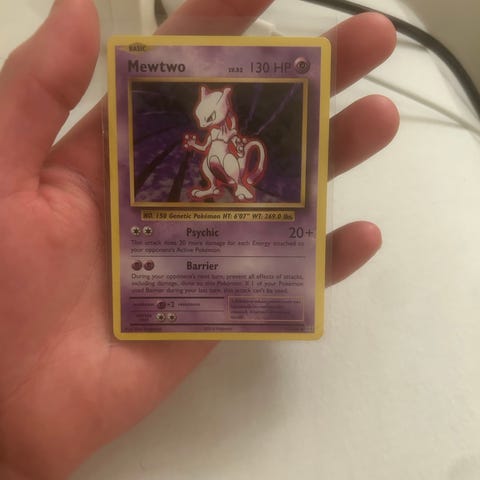 BASIC
Mewtwo LV.53 130 HP
NO. 150 Genetic Pokémon HT: 6'07" WT: 269.0 lbs.
Psychic 20+
This attack does 20 more damage for each Energy attached to
your opponent's Active Pokémon.
Barrier
During your opponent's next turn, prevent all effects of attacks,
including damage, done to this Pokémon. If 1 of your Pokémon
used Barrier during your last turn, this attack can't be used.
weakness ×2 resistance
retreat cost